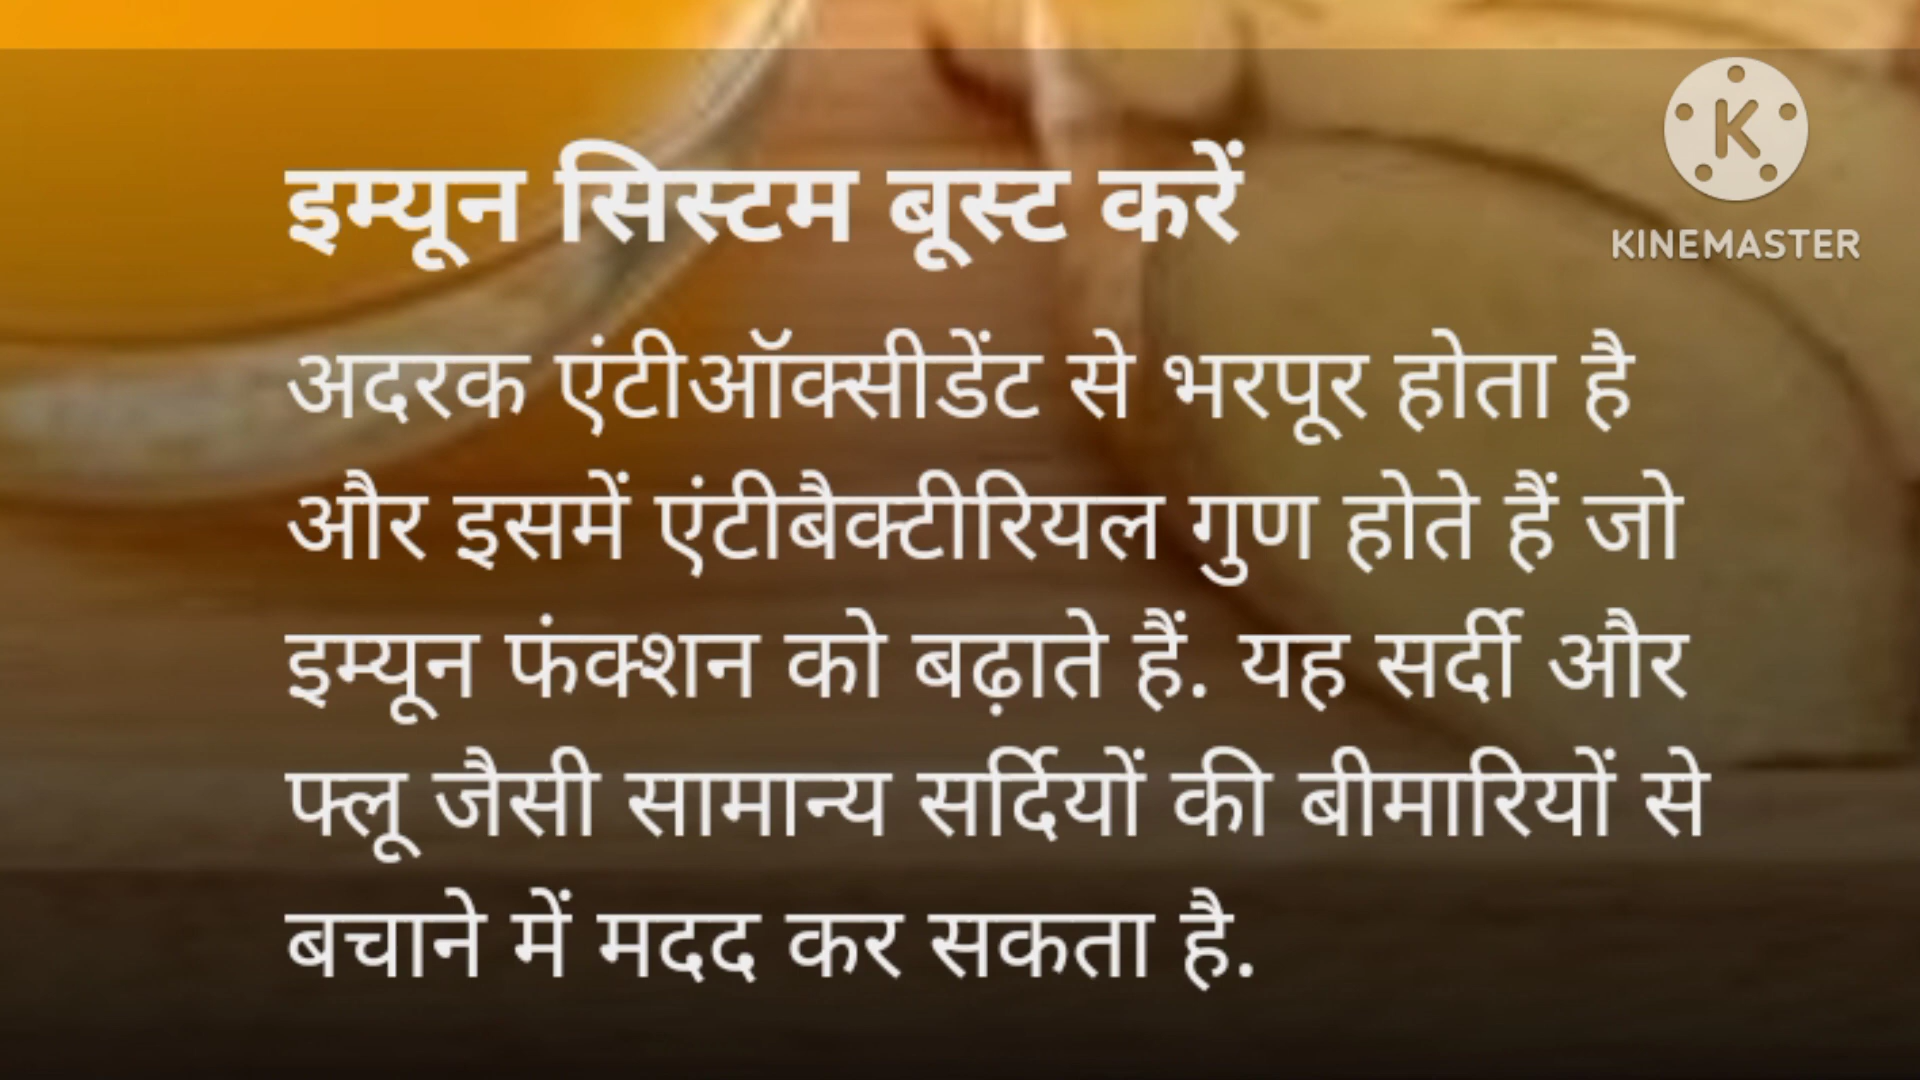 इम्यून सिस्टम बूस्ट करें
KINEMASTER
अदरक एंटीऑक्सीडेंट से भरपूर होता है
और इसमें एंटीबैक्टीरियल गुण होते हैं जो
इम्यून फंक्शन को बढ़ाते हैं. यह सर्दी और
फ्लू जैसी सामान्य सर्दियों की बीमारियों से
बचाने में मदद कर सकता है.